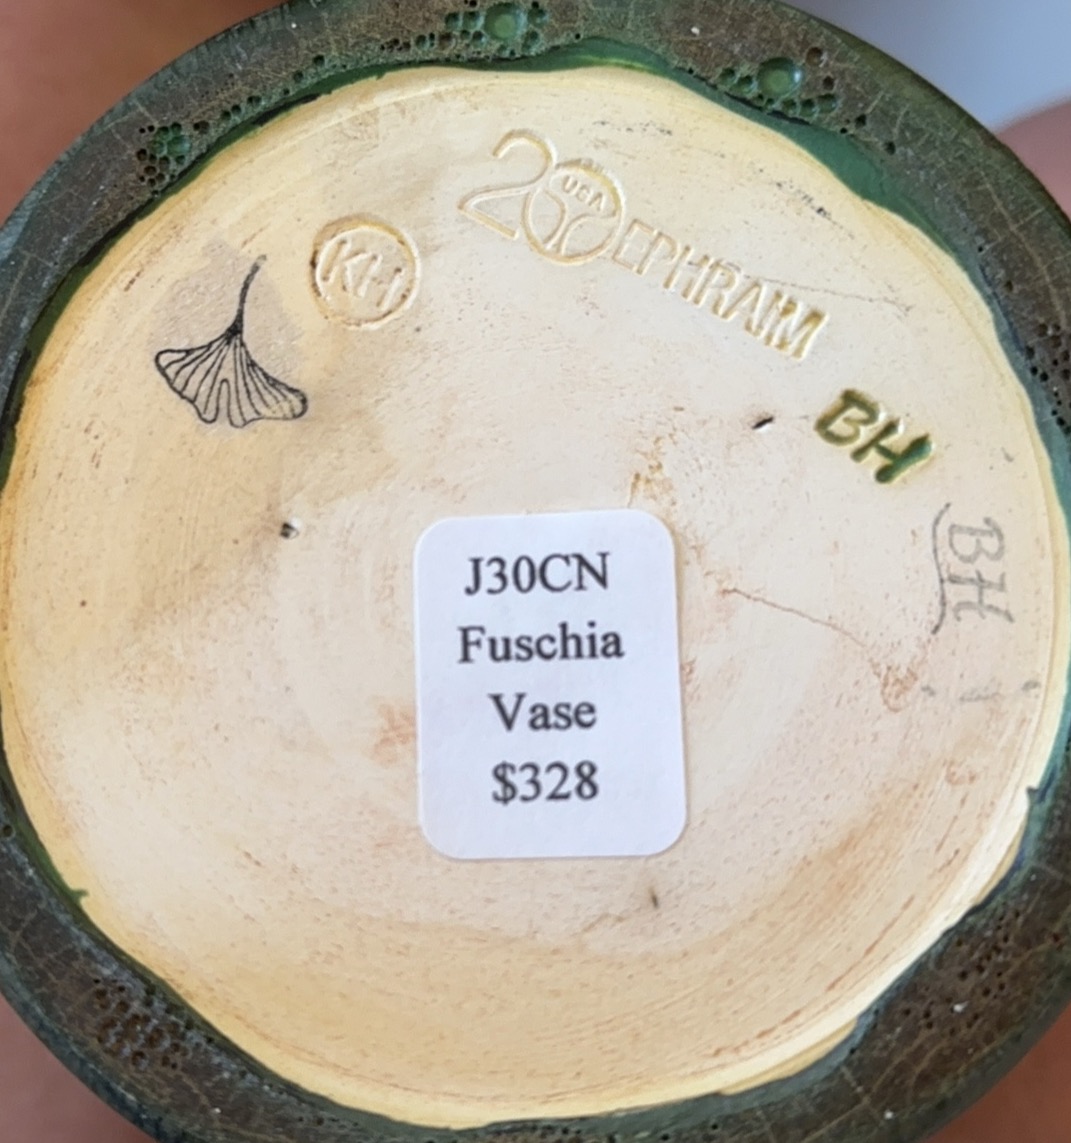 KH
20
USA
EPHRAIM
BH
BH
J30CN
Fuschia
Vase
$328